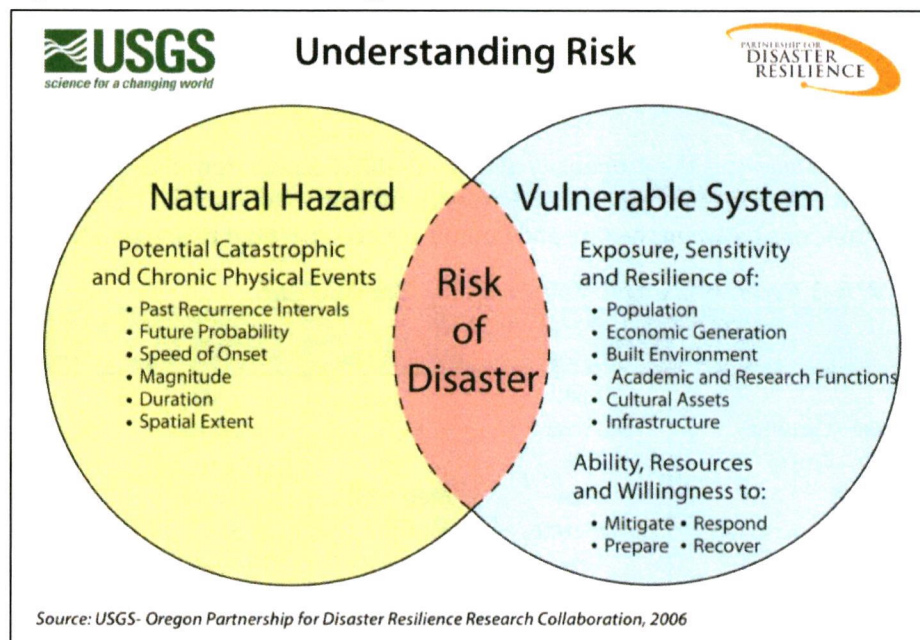 USGS
science for a changing world
Understanding Risk
PARTNERSHIP FOR
DISASTER
RESILIENCE
Natural Hazard
Potential Catastrophic
and Chronic Physical Events
• Past Recurrence Intervals
• Future Probability
• Speed of Onset
• Magnitude
• Duration
• Spatial Extent
Risk
of
Disaster
Vulnerable System
Exposure, Sensitivity
and Resilience of:
• Population
• Economic Generation
• Built Environment
• Academic and Research Functions
• Cultural Assets
• Infrastructure
Ability, Resources
and Willingness to:
• Mitigate • Respond
• Prepare • Recover
Source: USGS- Oregon Partnership for Disaster Resilience Research Collaboration, 2006